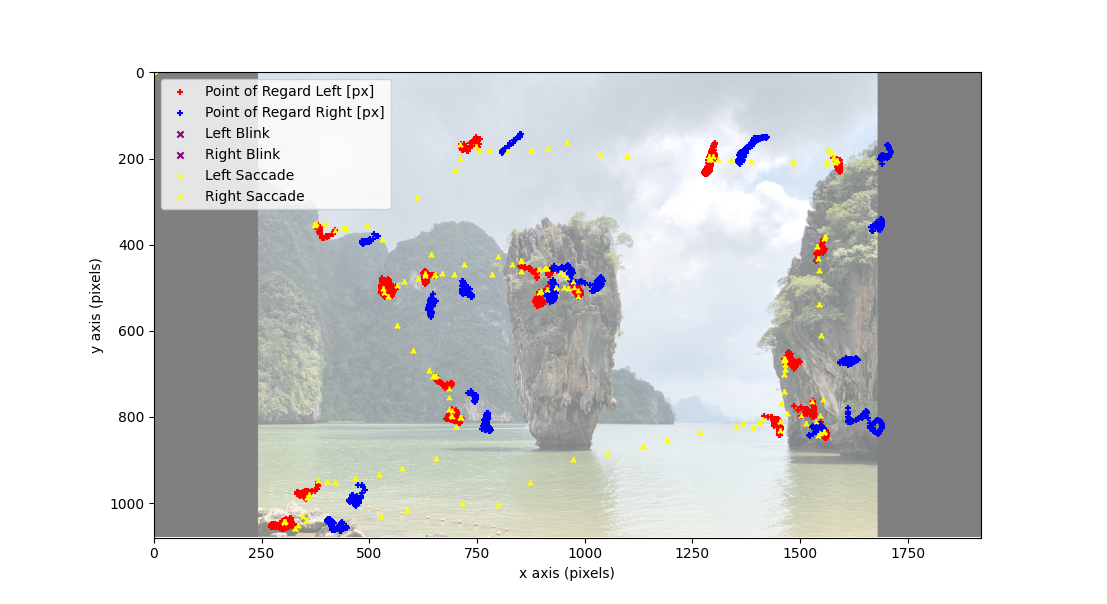 Point of Regard Left [px]
Point of Regard Right [px]
Left Blink
Right Blink
Left Saccade
Right Saccade
0
200
400
600
800
1000
y axis (pixels)
0
250
500
750
1000
1250
1500
1750
x axis (pixels)